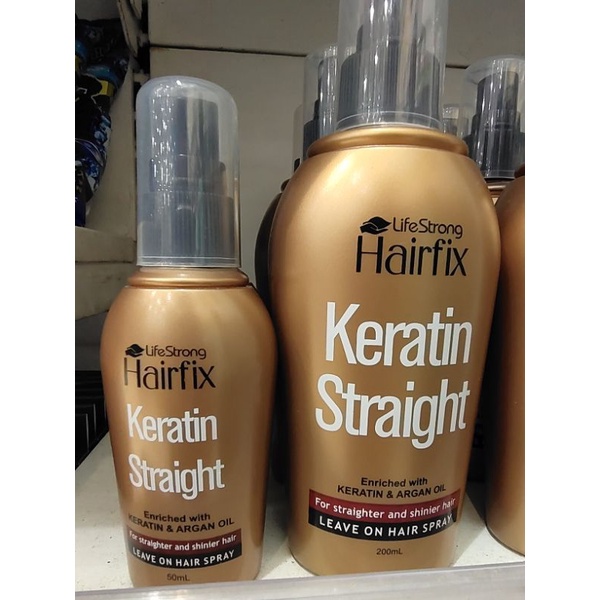 LifeStrong
Hairfix
Keratin
Straight
Enriched with
KERATIN & ARGAN OIL
For straighter and shinier hair
LEAVE ON HAIR SPRAY
50mL
LifeStrong
Hairfix
Keratin
Straight
Enriched with
KERATIN & ARGAN OIL
For straighter and shinier hair
LEAVE ON HAIR SPRAY
200mL